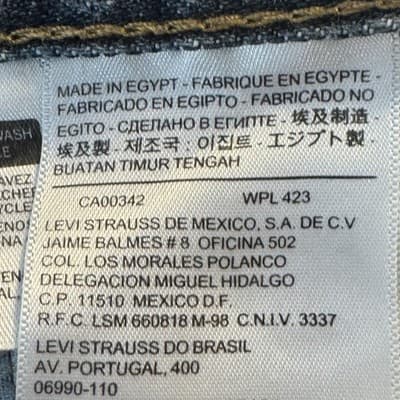 MADE IN EGYPT - FABRIQUE EN EGYPTE -
FABRICADO EN EGIPTO - FABRICADO NO
EGITO - СДЕЛАНО В ЕГИПТЕ - 埃及制造 -
埃及製 - 제조국 : 이집트 - エジプト製 -
BUATAN TIMUR TENGAH
CA00342 WPL 423
LEVI STRAUSS DE MEXICO, S.A. DE C.V
JAIME BALMES # 8 OFICINA 502
COL. LOS MORALES POLANCO
DELEGACION MIGUEL HIDALGO
C.P. 11510 MEXICO D.F.
R.F.C. LSM 660818 M-98 C.N.I.V. 3337
LEVI STRAUSS DO BRASIL
AV. PORTUGAL, 400
06990-110
WASH